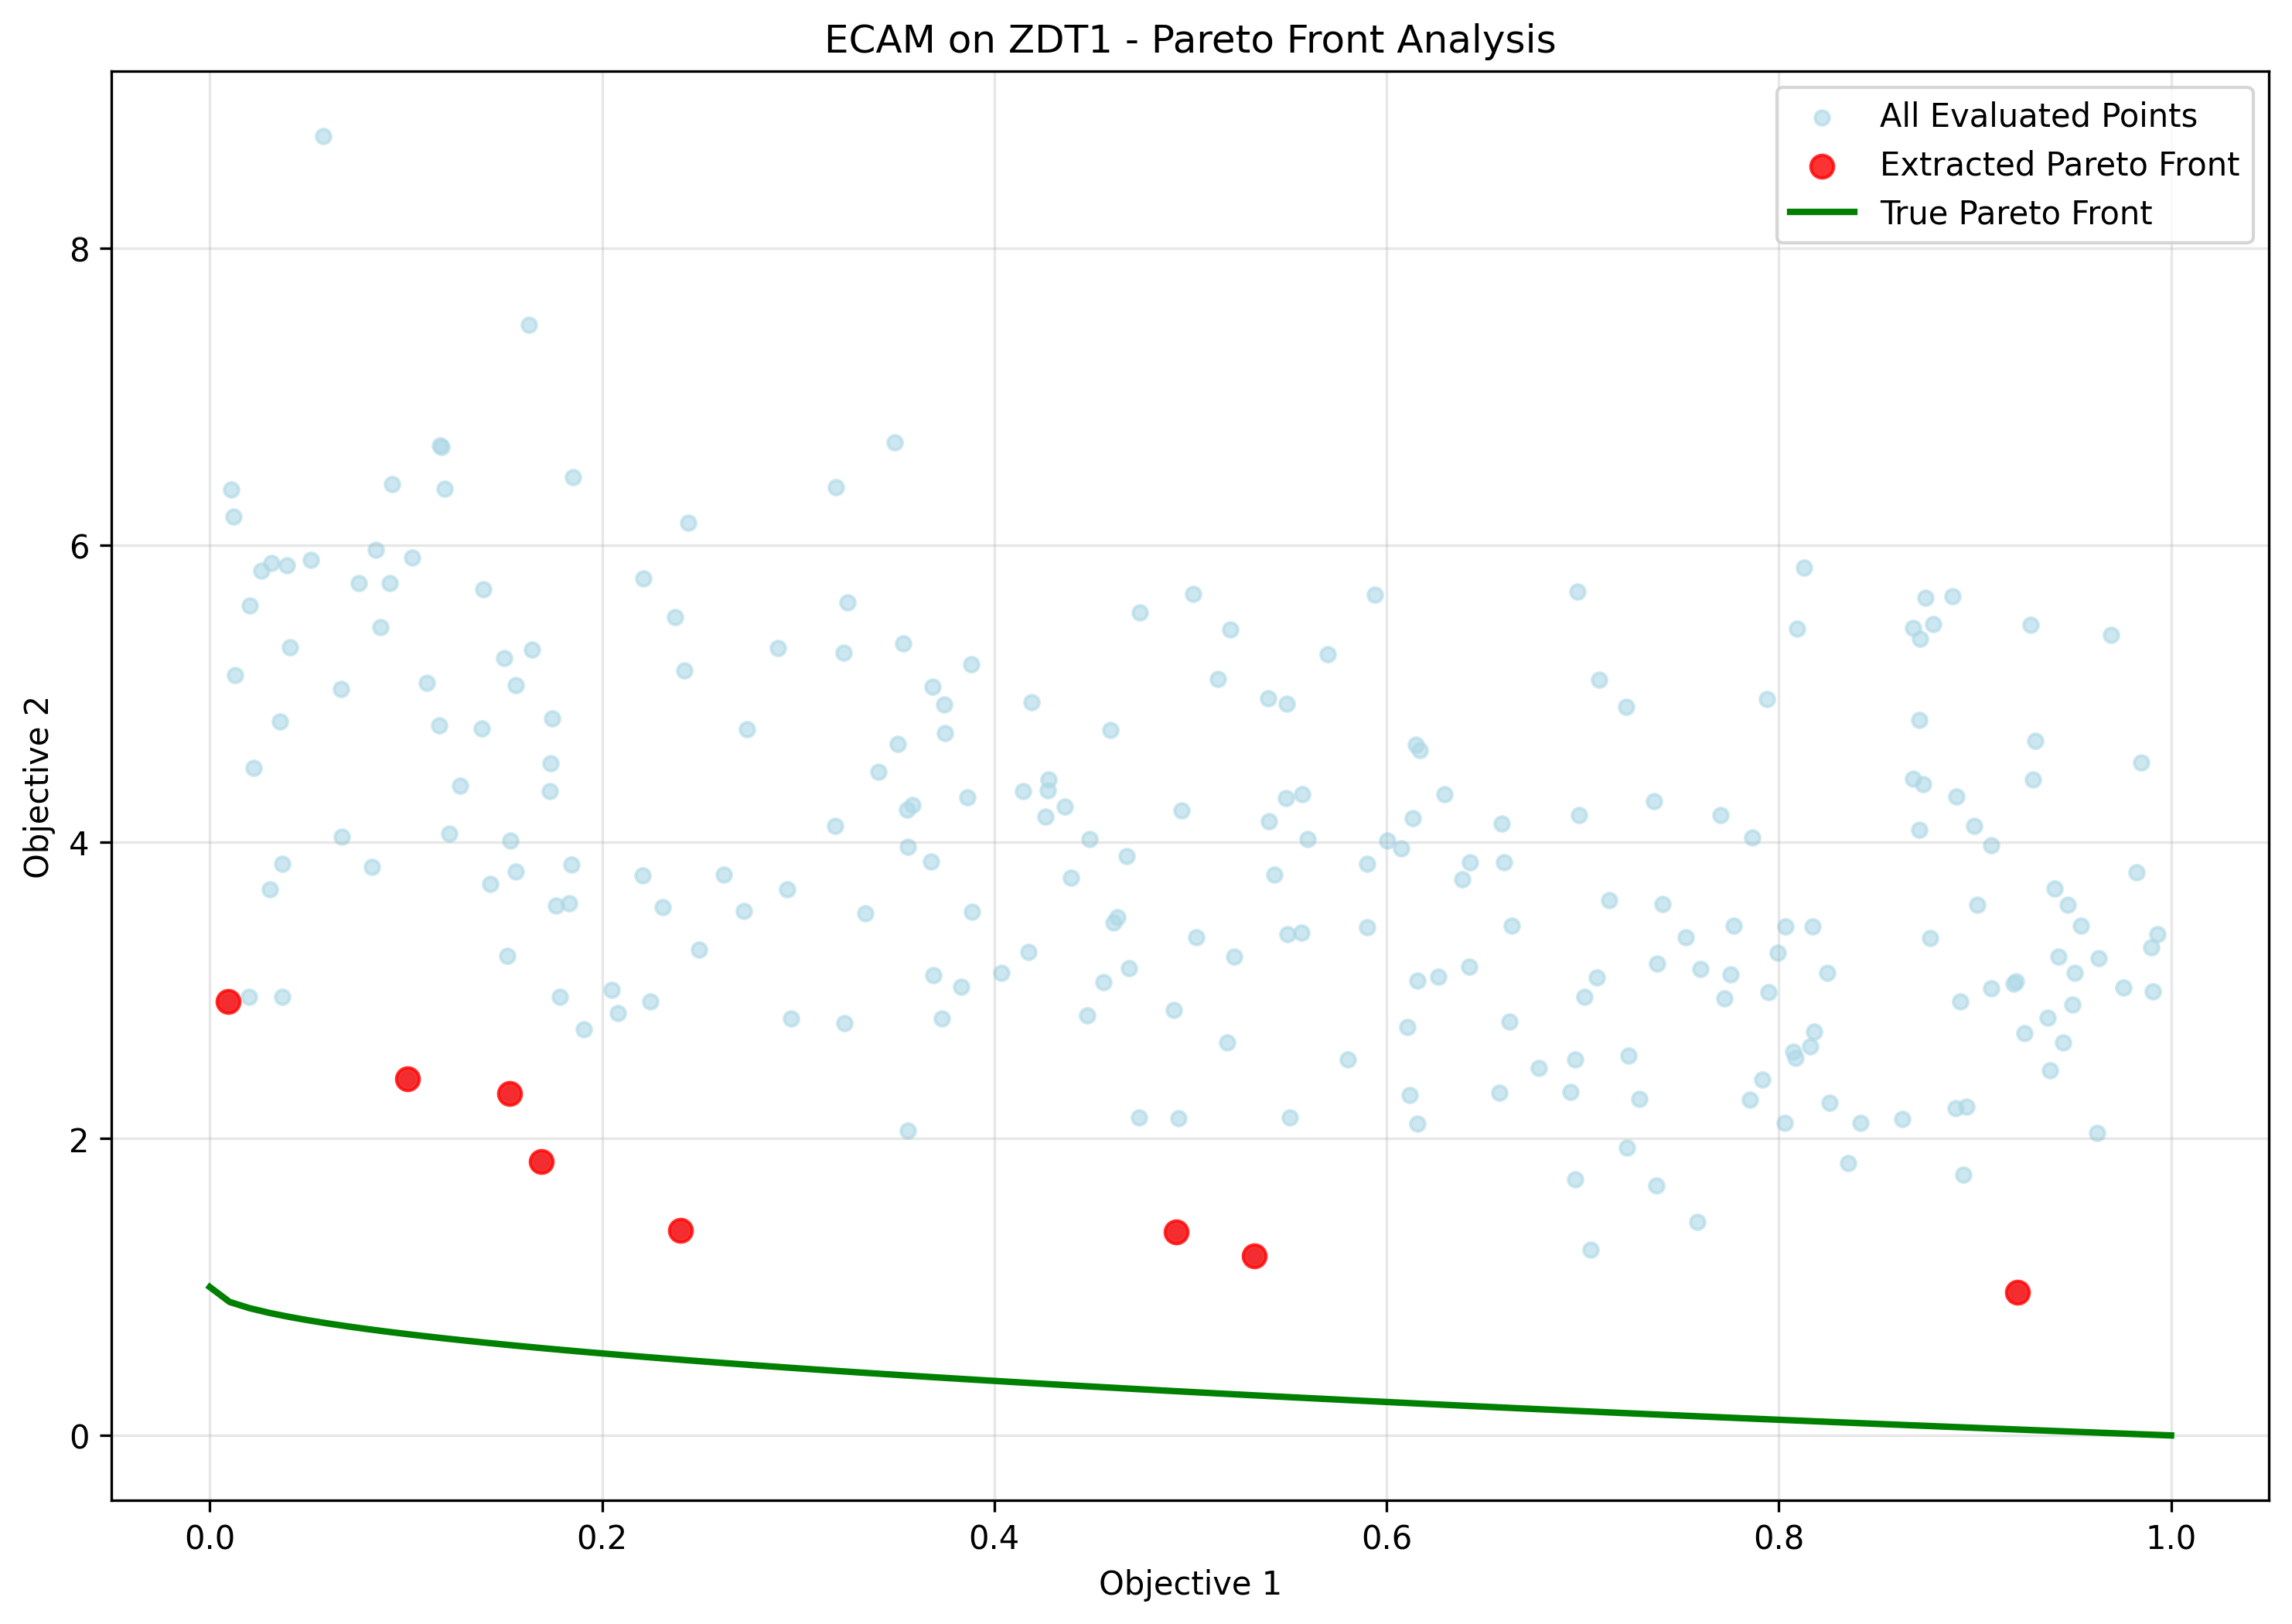 ECAM on ZDT1 - Pareto Front Analysis
All Evaluated Points
Extracted Pareto Front
True Pareto Front
Objective 2
8
6
4
2
0
0.0 0.2 0.4 0.6 0.8 1.0
Objective 1